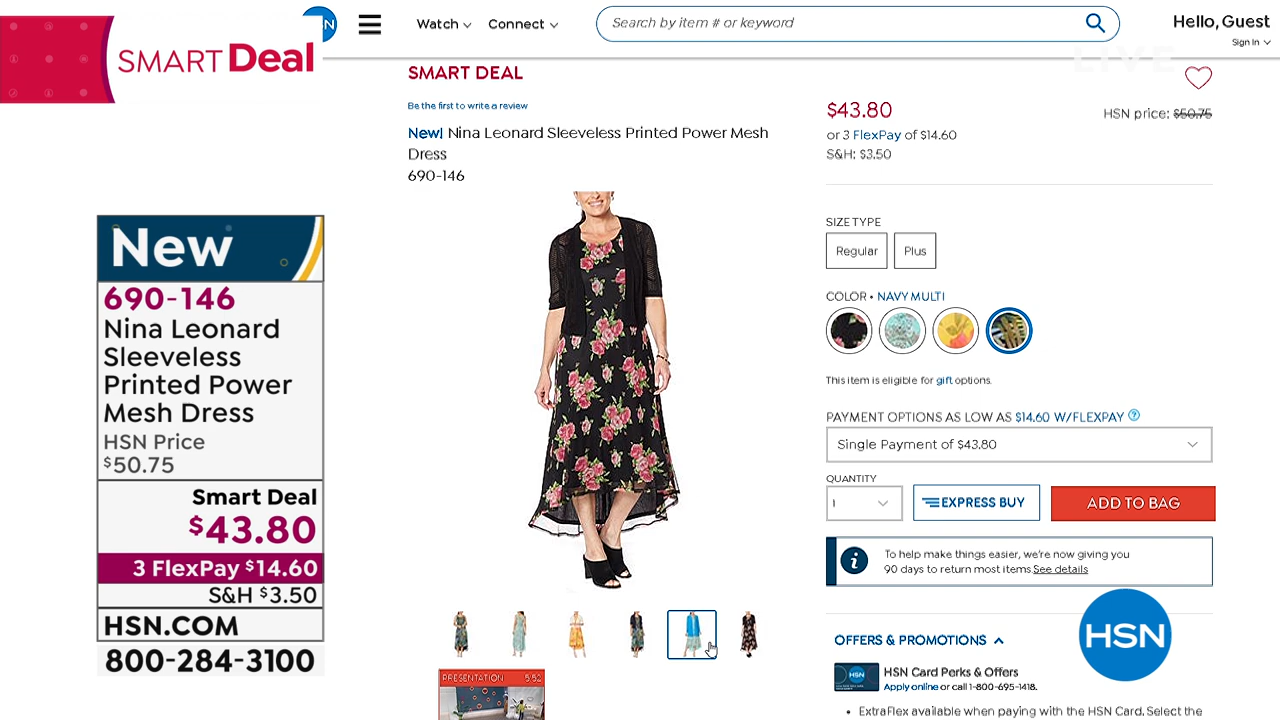 SMART Deal
Watch
Connect
Search by item # or keyword
Hello, Guest
Sign In
LIVE
SMART DEAL
Be the first to write a review
New! Nina Leonard Sleeveless Printed Power Mesh
Dress
690-146
$43.80
HSN price: $50.75
or 3 FlexPay of $14.60
S&H: $3.50
SIZE TYPE
Regular
Plus
COLOR • NAVY MULTI
This item is eligible for gift options.
PAYMENT OPTIONS AS LOW AS $14.60 W/FLEXPAY ?
Single Payment of $43.80
QUANTITY
1
EXPRESS BUY
ADD TO BAG
i
To help make things easier, we're now giving you
90 days to return most items See details
OFFERS & PROMOTIONS
HSN
HSN Card Perks & Offers
Apply online or call 1-800-695-1418.
• ExtraFlex available when paying with the HSN Card. Select the
HSN
New
690-146
Nina Leonard
Sleeveless
Printed Power
Mesh Dress
HSN Price
$50.75
Smart Deal
$43.80
3 FlexPay $14.60
S&H $3.50
HSN.COM
800-284-3100
PRESENTATION 5:52